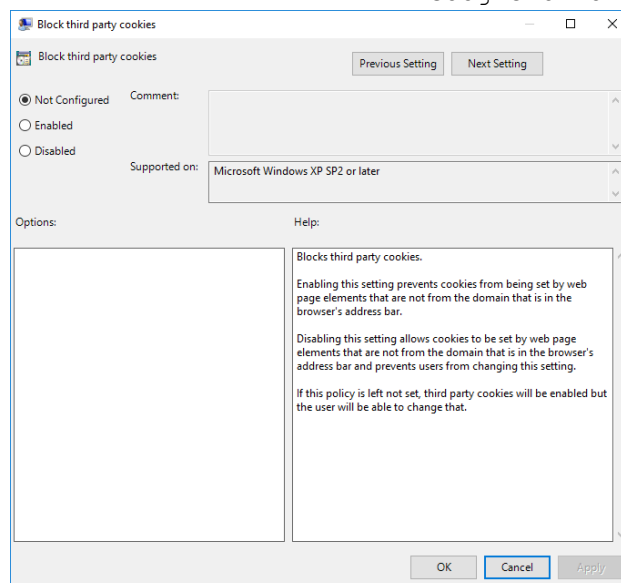 Block third party cookies
Block third party cookies
Previous Setting
Next Setting
Not Configured
Comment:
Enabled
Disabled
Supported on:
Microsoft Windows XP SP2 or later
Options:
Help:
Blocks third party cookies.
Enabling this setting prevents cookies from being set by web
page elements that are not from the domain that is in the
browser's address bar.
Disabling this setting allows cookies to be set by web page
elements that are not from the domain that is in the browser's
address bar and prevents users from changing this setting.
If this policy is left not set, third party cookies will be enabled but
the user will be able to change that.
OK
Cancel
Apply